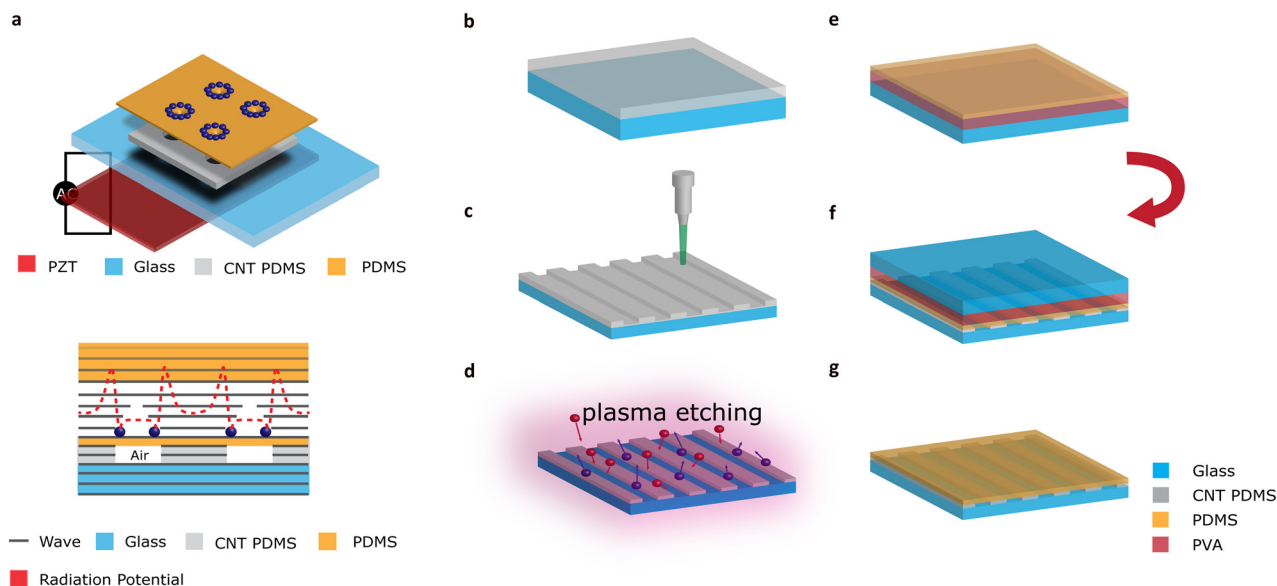 a
AC
PZT Glass CNT PDMS PDMS
Air
Wave Glass CNT PDMS PDMS
Radiation Potential
b
c
d
plasma etching
e
f
g
Glass
CNT PDMS
PDMS
PVA